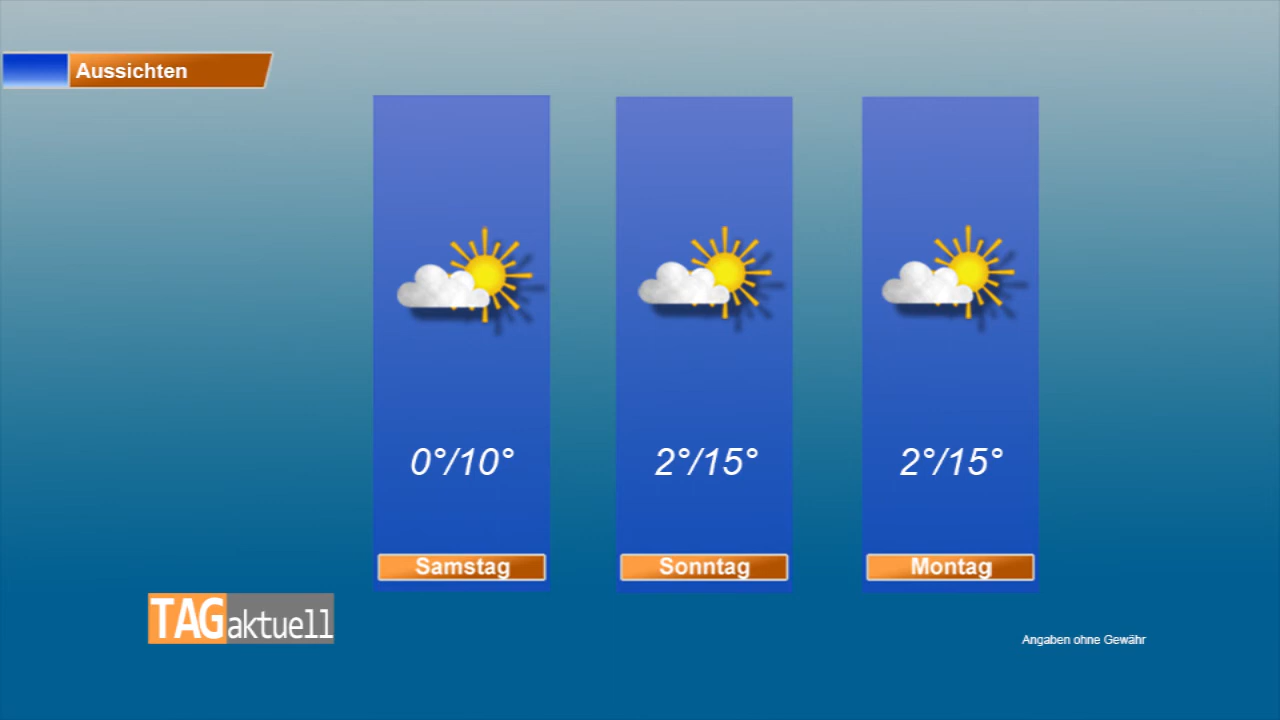 Aussichten
0°/10°
2°/15°
2°/15°
Samstag
Sonntag
Montag
TAGaktuell
Angaben ohne Gewähr